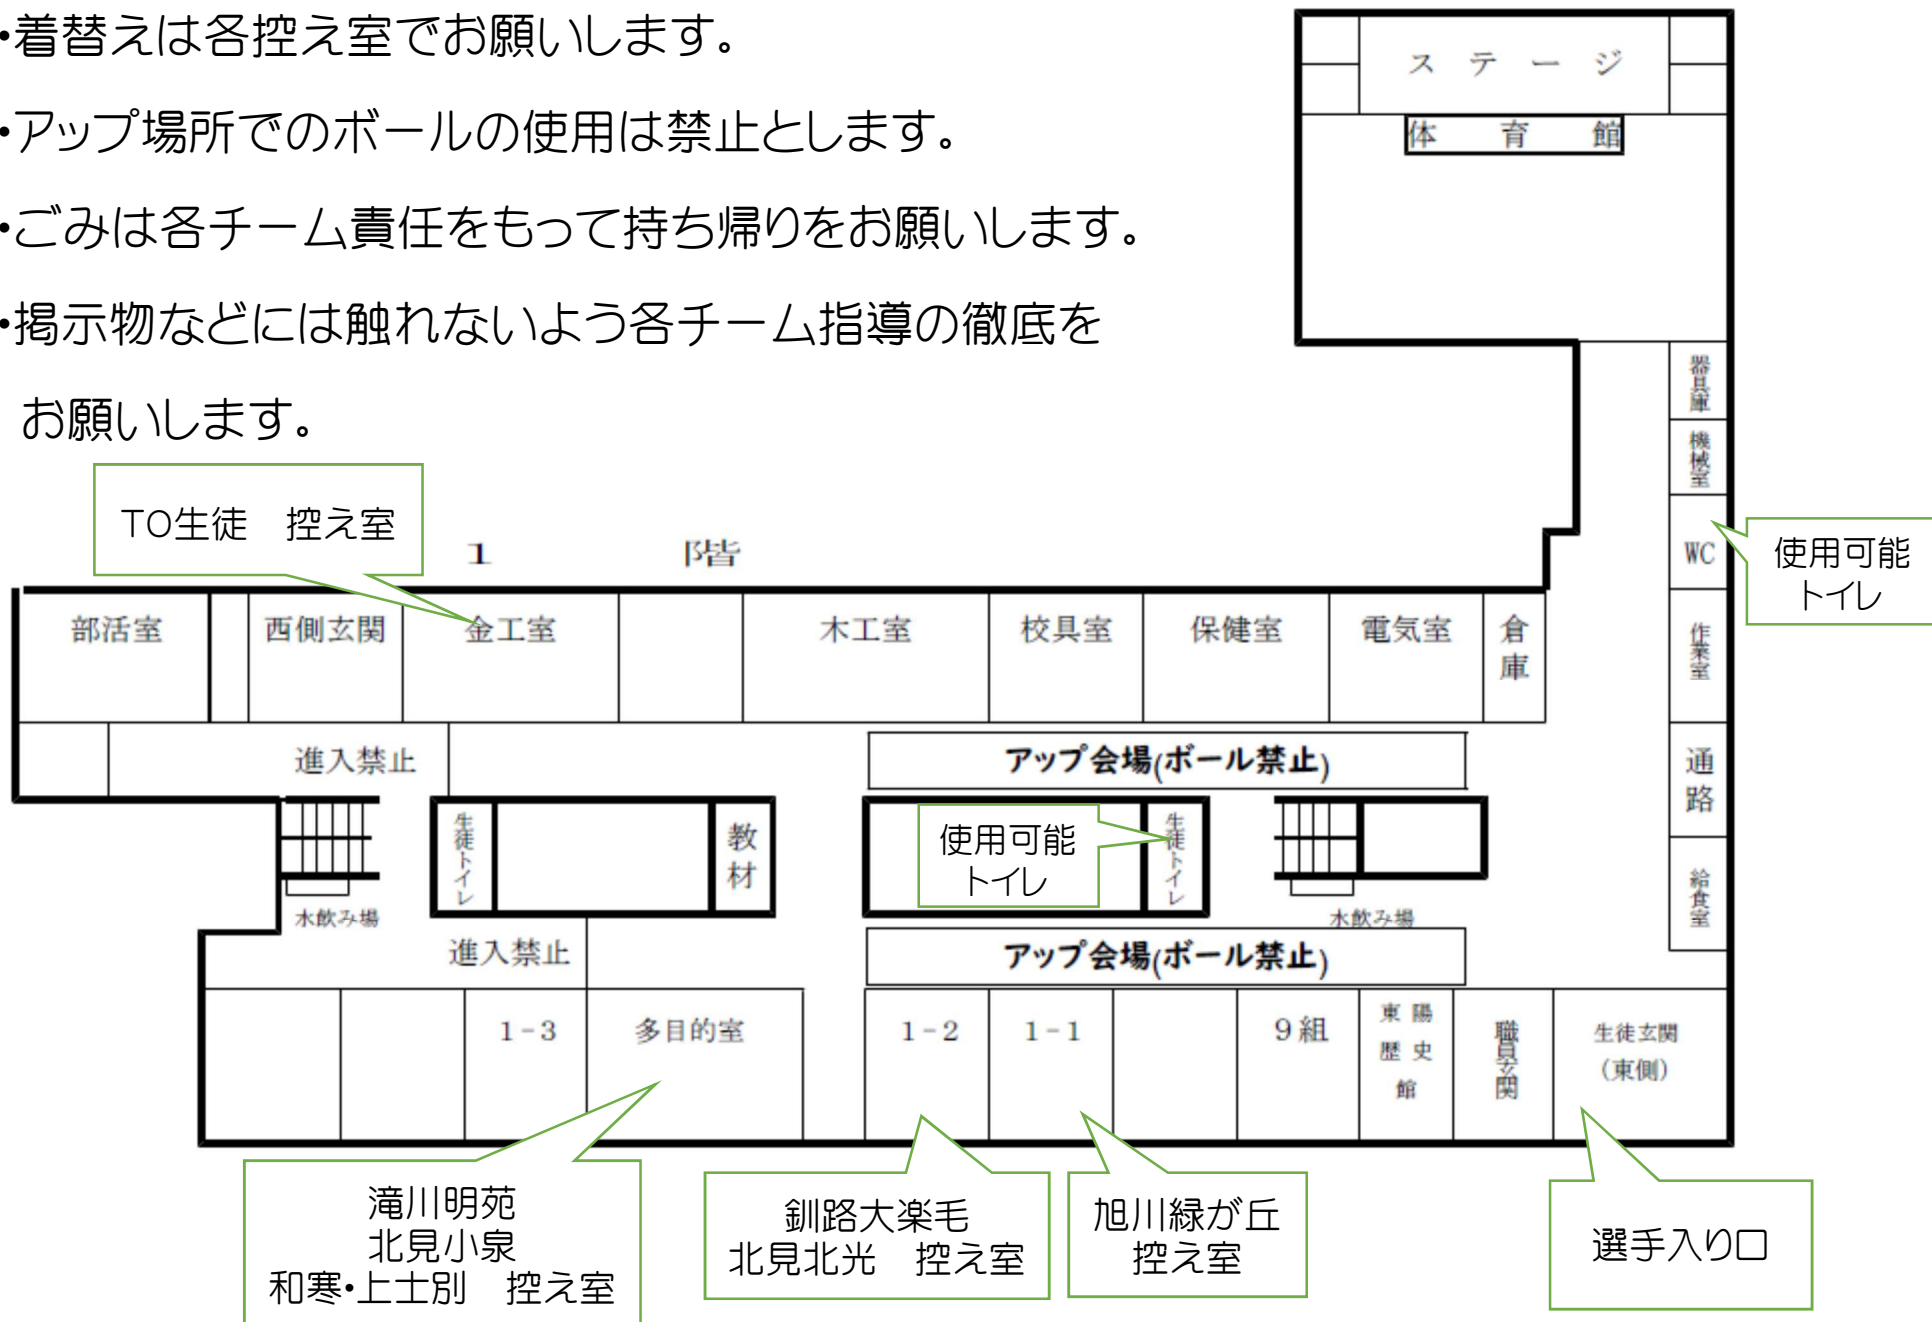 ・着替えは各控え室でお願いします。
・アップ場所でのボールの使用は禁止とします。
・ごみは各チーム責任をもって持ち帰りをお願いします。
・掲示物などには触れないよう各チーム指導の徹底を
お願いします。
ステージ
体育館
器具庫
機械室
WC
使用可能
トイレ
作業室
通路
給食室
TO生徒　控え室
1　階
部活室
西側玄関
金工室
木工室
校具室
保健室
電気室
倉庫
進入禁止
アップ会場(ボール禁止)
生徒トイレ
教材
使用可能
トイレ
生徒トイレ
水飲み場
水飲み場
進入禁止
アップ会場(ボール禁止)
1-3
多目的室
1-2
1-1
9組
東陽
歴史
館
職員玄関
生徒玄関
(東側)
滝川明苑
北見小泉
和寒・上士別　控え室
釧路大楽毛
北見北光　控え室
旭川緑が丘
控え室
選手入り口